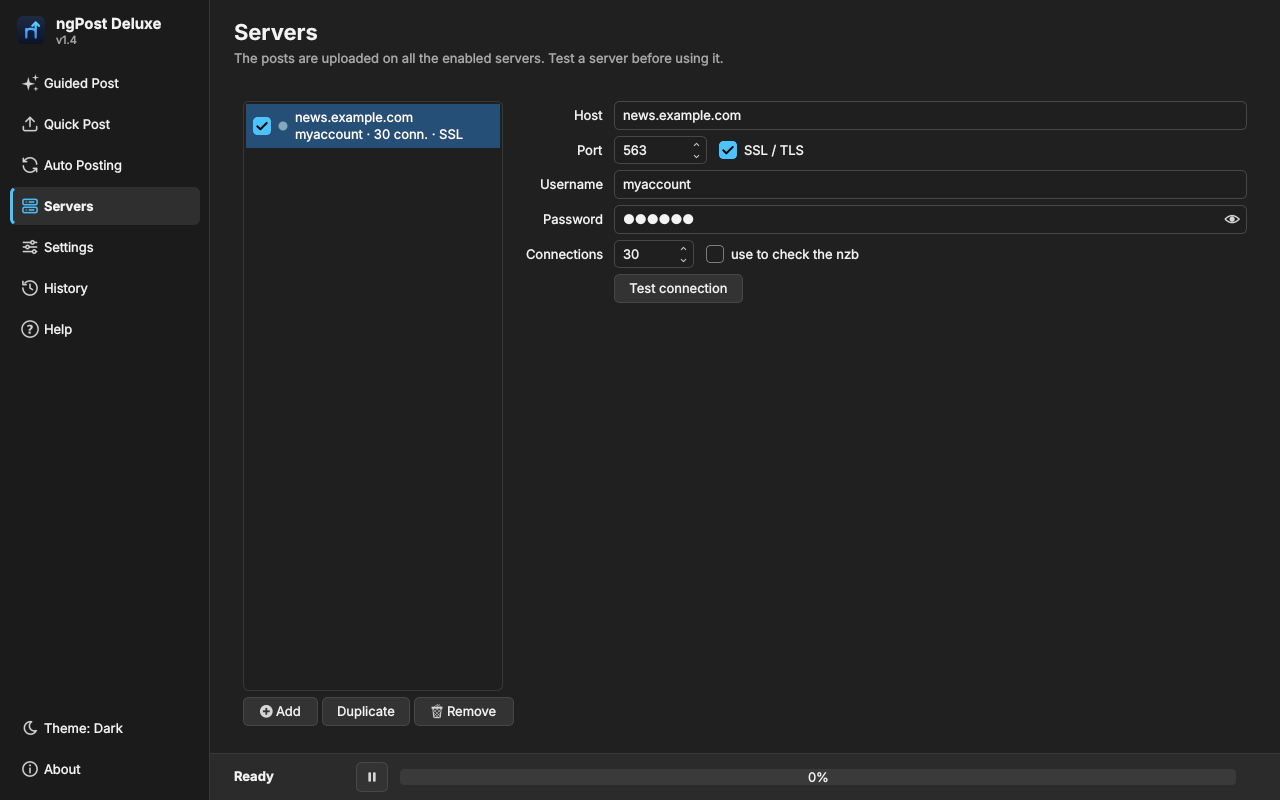 ngPost Deluxe
v1.4
Guided Post
Quick Post
Auto Posting
Servers
Settings
History
Help
Theme: Dark
About
Servers
The posts are uploaded on all the enabled servers. Test a server before using it.
news.example.com
myaccount · 30 conn. · SSL
Add
Duplicate
Remove
Host
news.example.com
Port
563
SSL / TLS
Username
myaccount
Password
●●●●●●
Connections
30
use to check the nzb
Test connection
Ready
0%